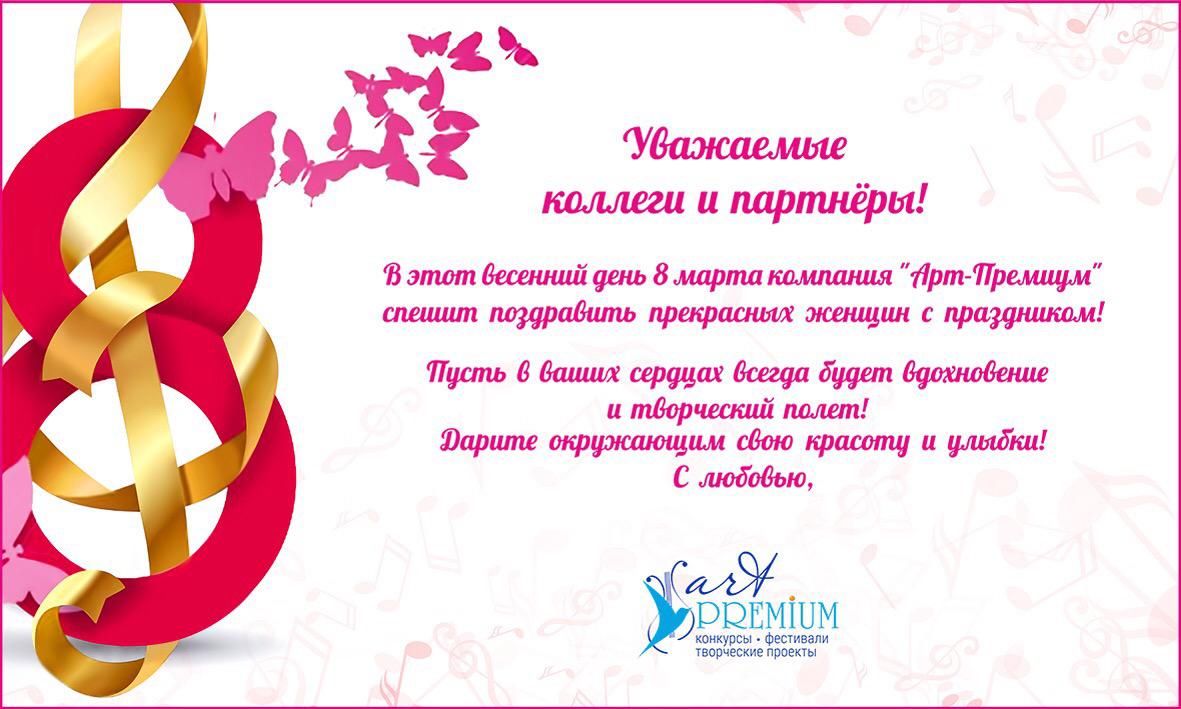 Уважаемые
коллеги и партнёры!
В этот весенний день 8 марта компания "Арт-Премиум"
спешит поздравить прекрасных женщин с праздником!
Пусть в ваших сердцах всегда будет вдохновение
и творческий полет!
Дарите окружающим свою красоту и улыбки!
С любовью,
art
PREMIUM
конкурсы • фестивали
творческие проекты